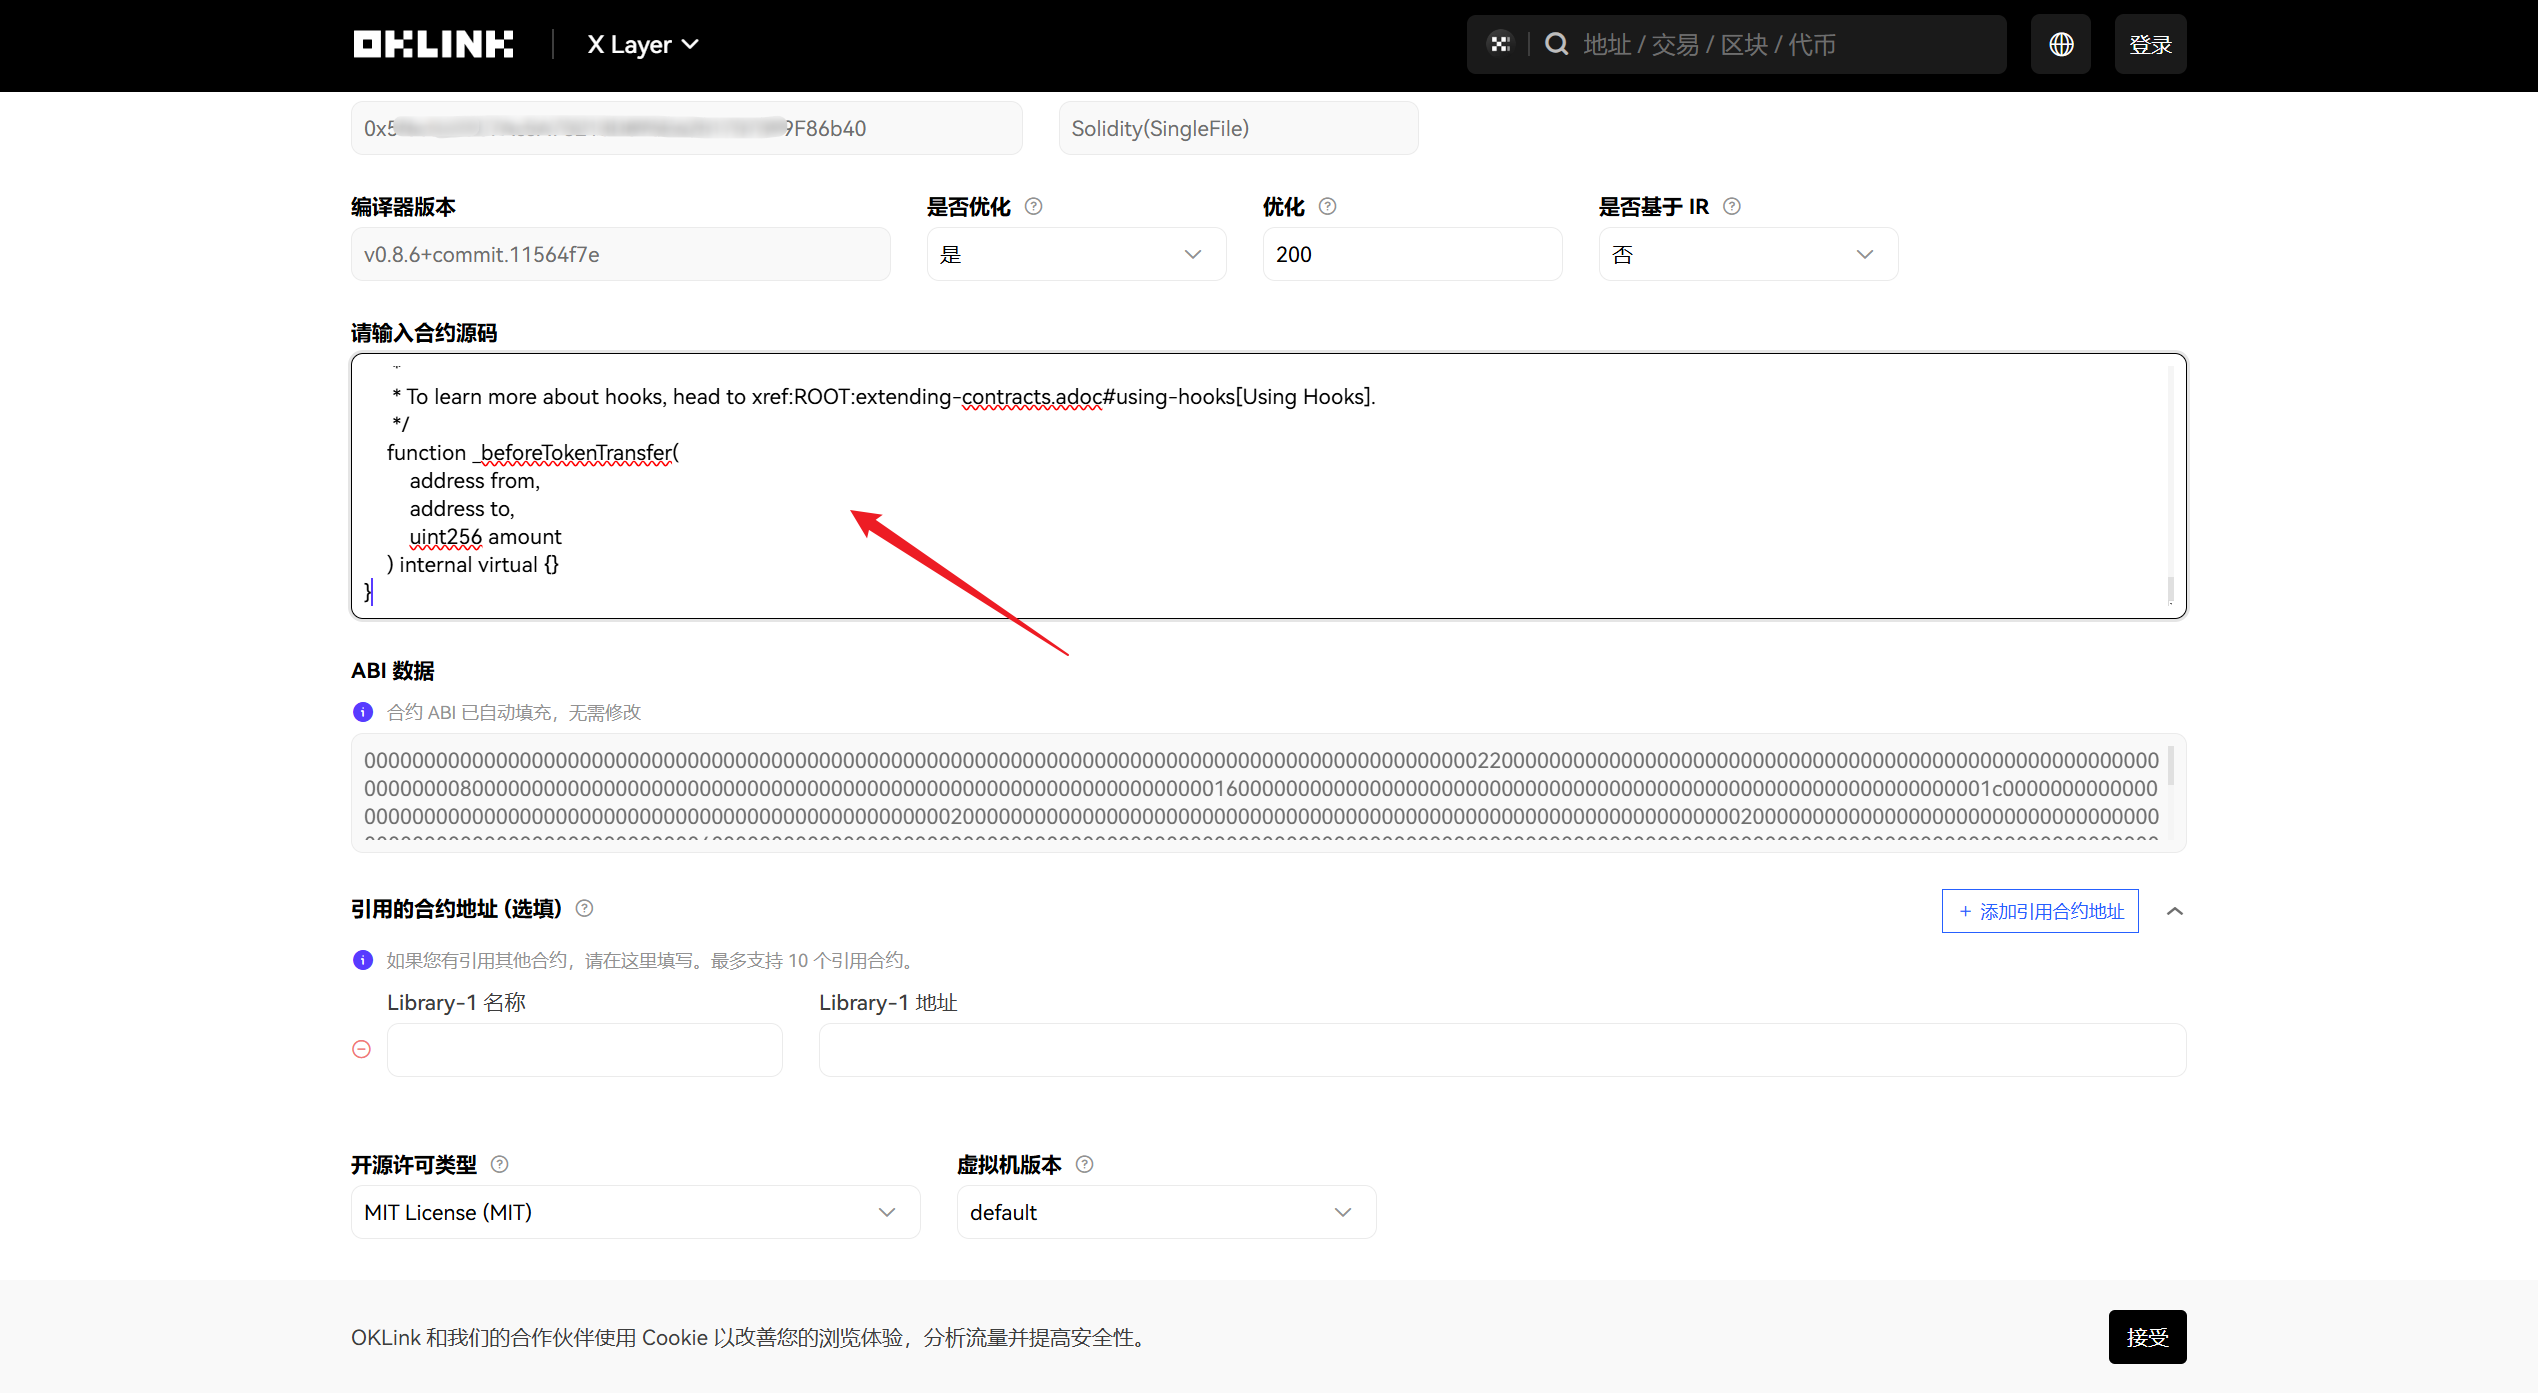 OKLINK
X Layer
地址 / 交易 / 区块 / 代币
登录
0x5 9F86b40
Solidity(SingleFile)
编译器版本
是否优化
优化
是否基于 IR
v0.8.6+commit.11564f7e
是
200
否
请输入合约源码
*
* To learn more about hooks, head to xref:ROOT:extending-contracts.adoc#using-hooks[Using Hooks].
*/
function _beforeTokenTransfer(
address from,
address to,
uint256 amount
) internal virtual {}
}
ABI 数据
合约 ABI 已自动填充，无需修改
引用的合约地址 (选填)
+ 添加引用合约地址
如果您有引用其他合约，请在这里填写。最多支持 10 个引用合约。
Library-1 名称
Library-1 地址
开源许可类型
虚拟机版本
MIT License (MIT)
default
OKLink 和我们的合作伙伴使用 Cookie 以改善您的浏览体验，分析流量并提高安全性。
接受